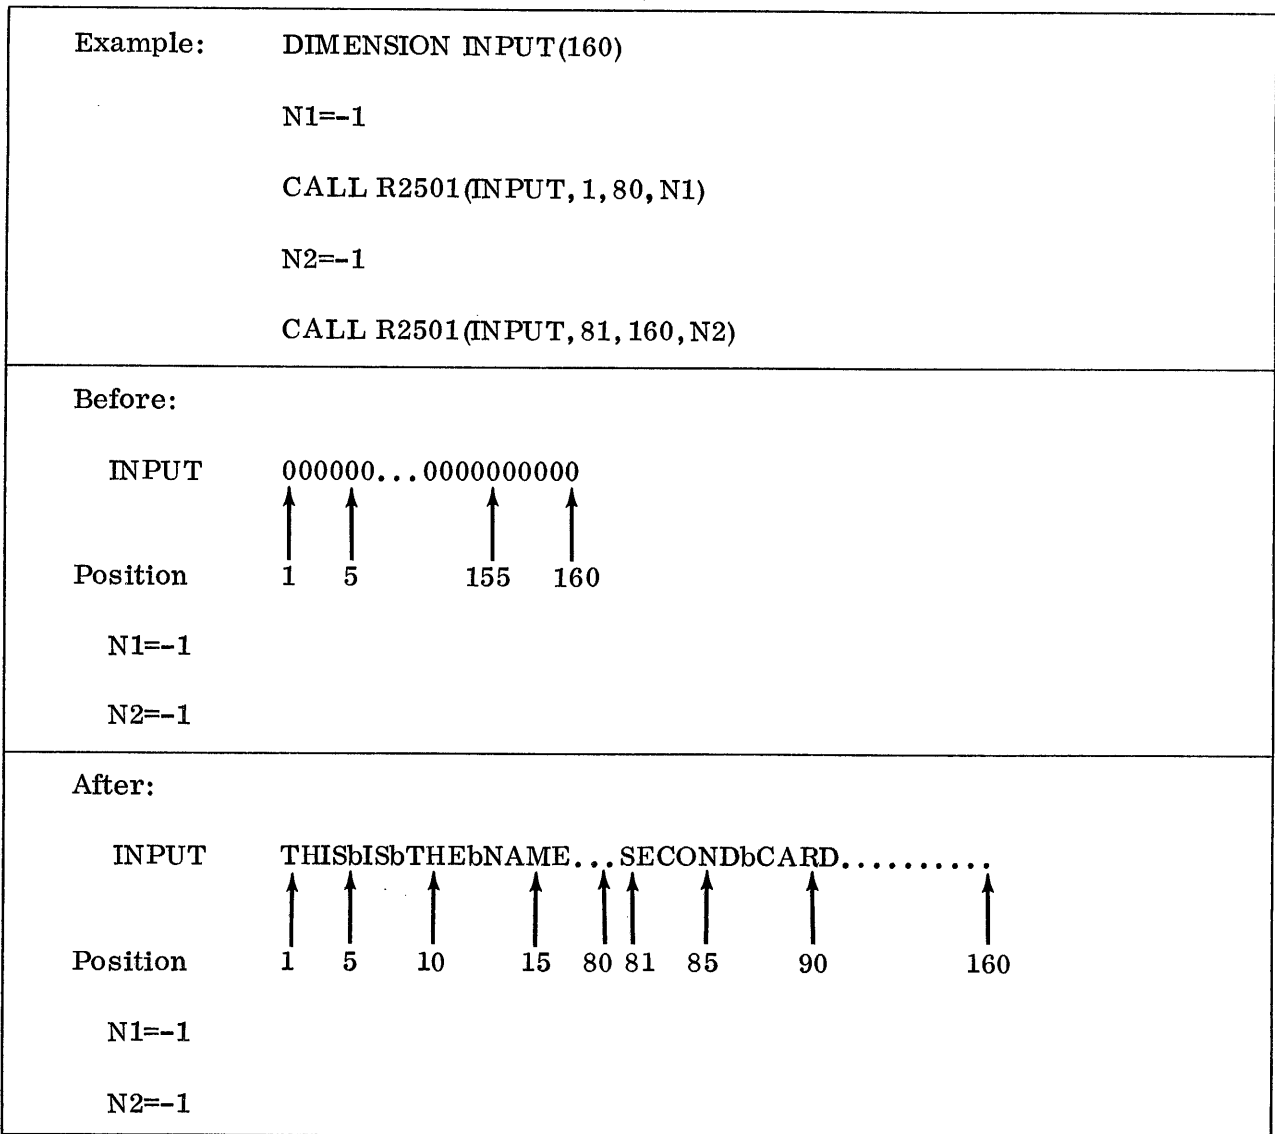 Example: DIMENSION INPUT(160)
N1=-1
CALL R2501(INPUT, 1, 80, N1)
N2=-1
CALL R2501(INPUT, 81, 160, N2)
Before:
INPUT 000000...0000000000
Position 1 5 155 160
N1=-1
N2=-1
After:
INPUT THISbISbTHEbNAME...SECONDbCARD..........
Position 1 5 10 15 80 81 85 90 160
N1=-1
N2=-1